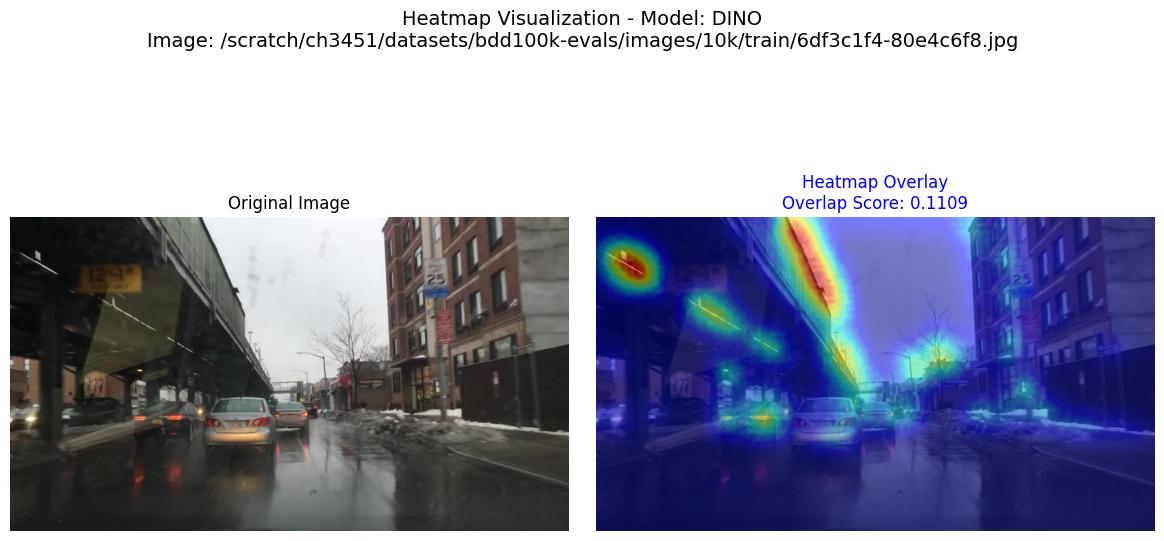 Heatmap Visualization - Model: DINO
Image: /scratch/ch3451/datasets/bdd100k-evals/images/10k/train/6df3c1f4-80e4c6f8.jpg
Original Image
Heatmap Overlay
Overlap Score: 0.1109
25
25